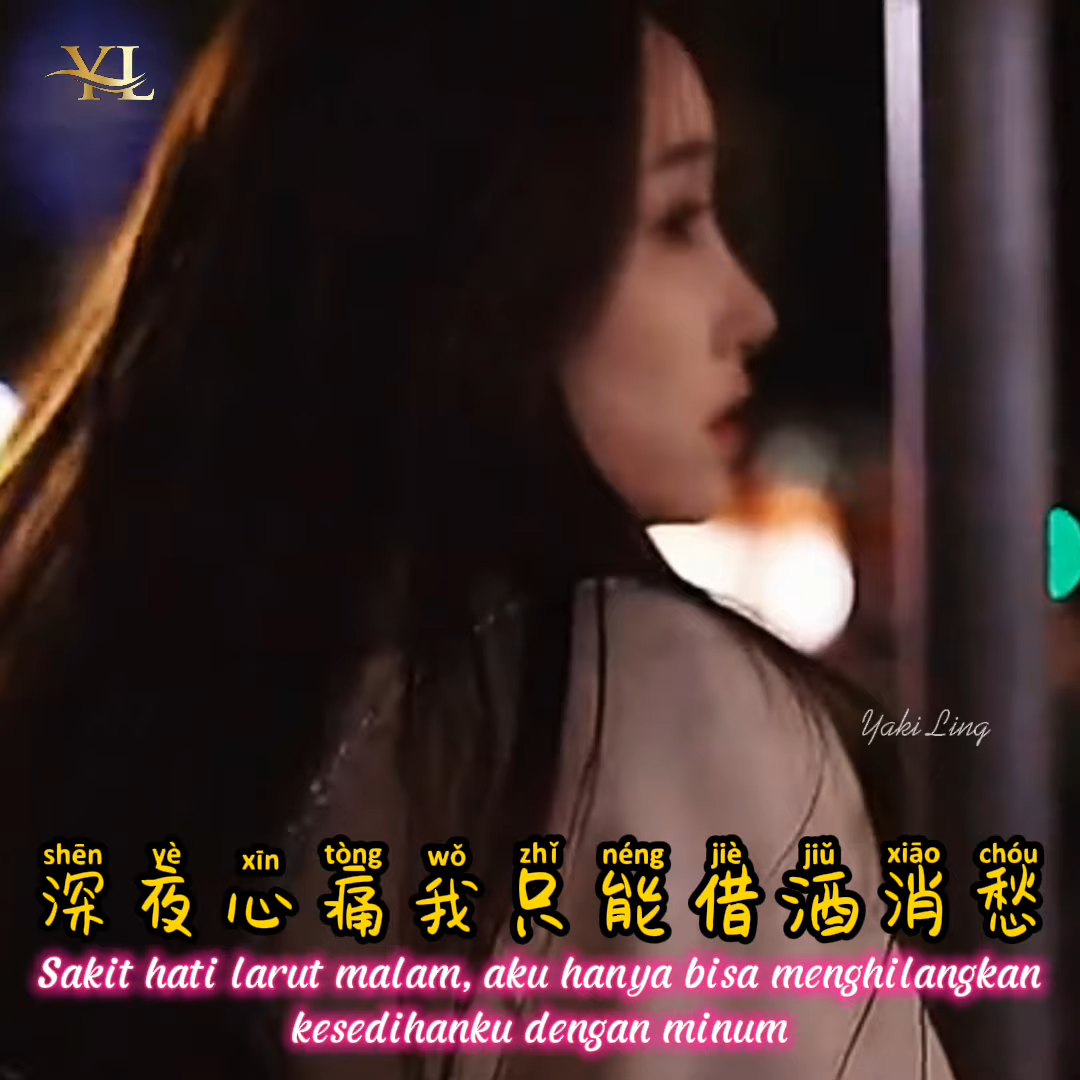 YL
Yaki Ling
shēn yè xīn tòng wǒ zhǐ néng jiè jiǔ xiāo chóu
深夜心痛我只能借酒消愁
Sakit hati larut malam, aku hanya bisa menghilangkan
kesedihanku dengan minum